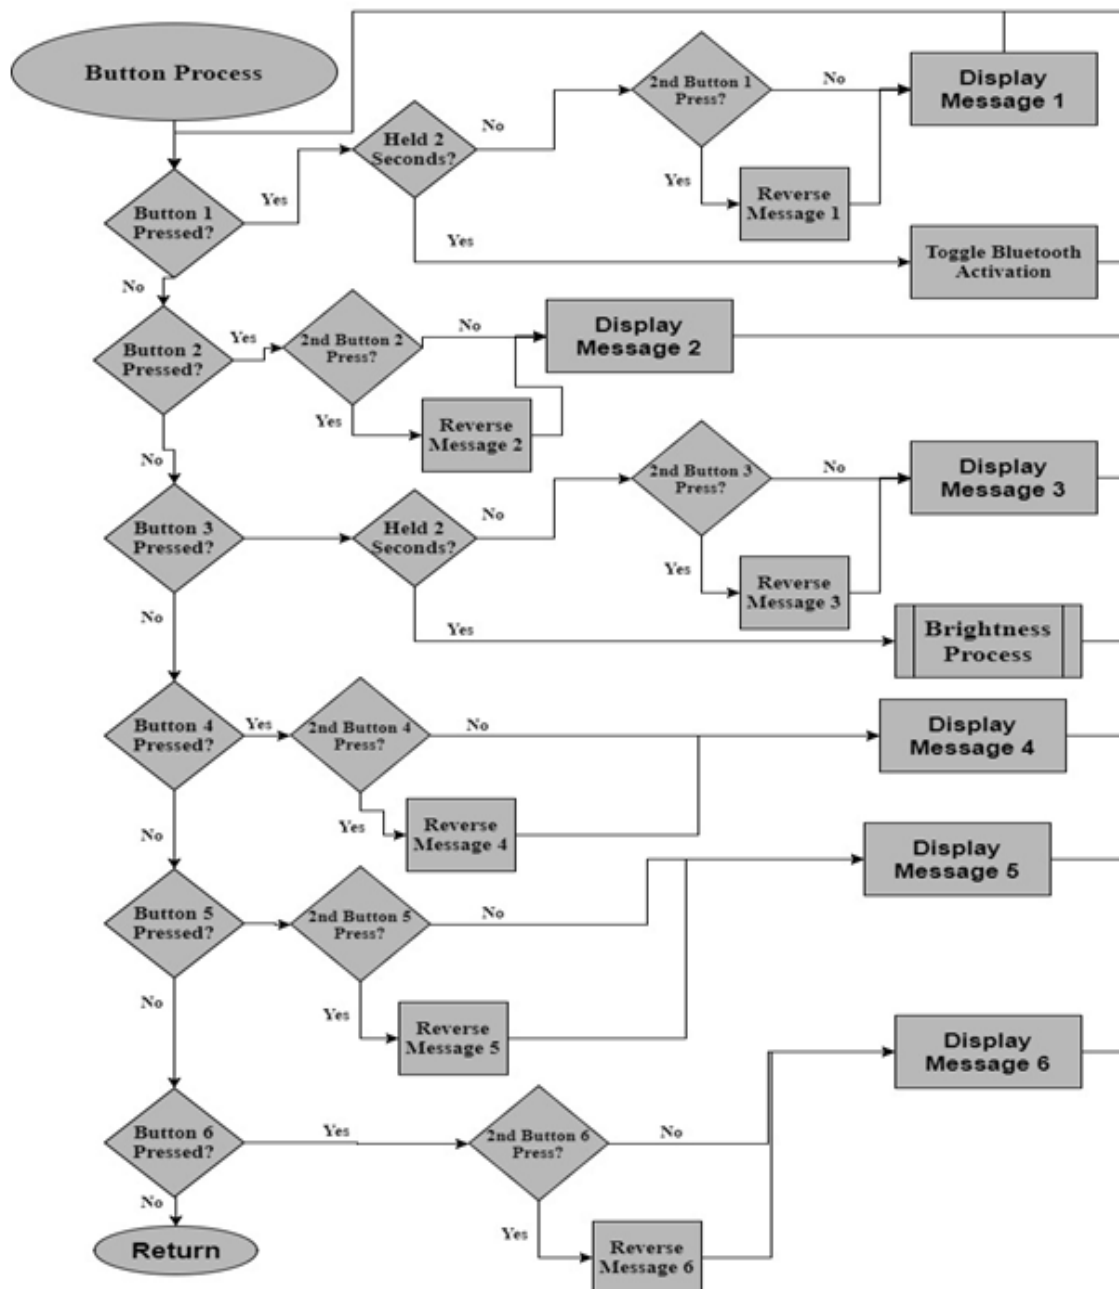 Button Process
2nd Button 1
Press?
No
Display
Message 1
Held 2
Seconds?
No
Yes
Reverse
Message 1
Button 1
Pressed?
Yes
Yes
Toggle Bluetooth
Activation
No
Button 2
Pressed?
Yes
2nd Button 2
Press?
No
Display
Message 2
Yes
Reverse
Message 2
No
2nd Button 3
Press?
No
Display
Message 3
Button 3
Pressed?
Held 2
Seconds?
No
Yes
Reverse
Message 3
No
Yes
Brightness
Process
Button 4
Pressed?
Yes
2nd Button 4
Press?
No
Display
Message 4
No
Yes
Reverse
Message 4
Display
Message 5
Button 5
Pressed?
2nd Button 5
Press?
No
No
Yes
Reverse
Message 5
Display
Message 6
Button 6
Pressed?
Yes
2nd Button 6
Press?
No
No
Return
Yes
Reverse
Message 6